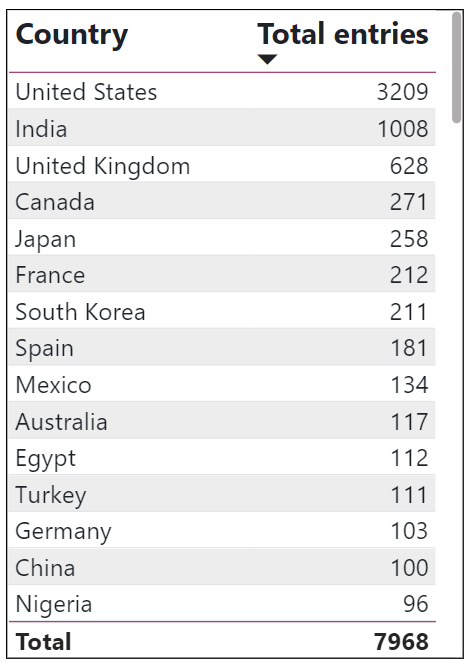 Country Total entries
United States 3209
India 1008
United Kingdom 628
Canada 271
Japan 258
France 212
South Korea 211
Spain 181
Mexico 134
Australia 117
Egypt 112
Turkey 111
Germany 103
China 100
Nigeria 96
Total 7968